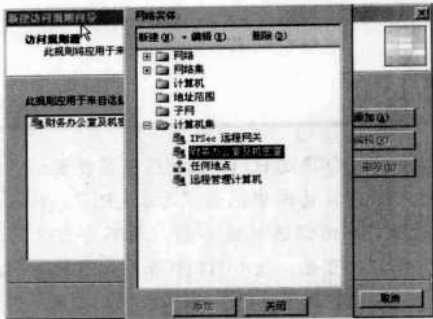 新建访问规则向导
访问规则源
此规则将应用于来
此规则应用于来自这些
财务办公室及机密
网络实体:
新建(W) 编辑(E)... 删除(D)
网络
网络集
计算机
地址范围
子网
计算机集
IPSec 远程网关
财务办公室及机密室
任何地点
远程管理计算机
添加
关闭
添加(A)
编辑(E)
删除(R)
取消